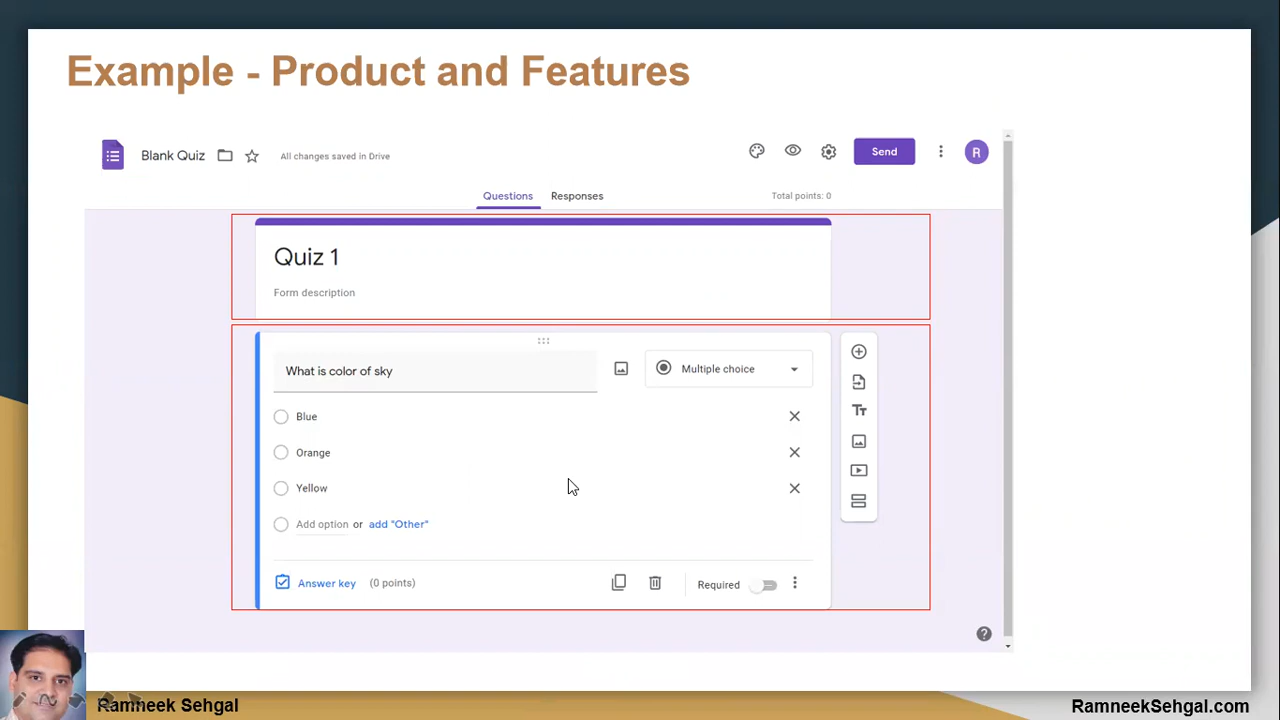 Example - Product and Features
Blank Quiz
All changes saved in Drive
Send
R
Questions
Responses
Total points: 0
Quiz 1
Form description
What is color of sky
Multiple choice
Blue
Orange
Yellow
Add option or add "Other"
Answer key (0 points)
Required
Ramneek Sehgal
RamneekSehgal.com